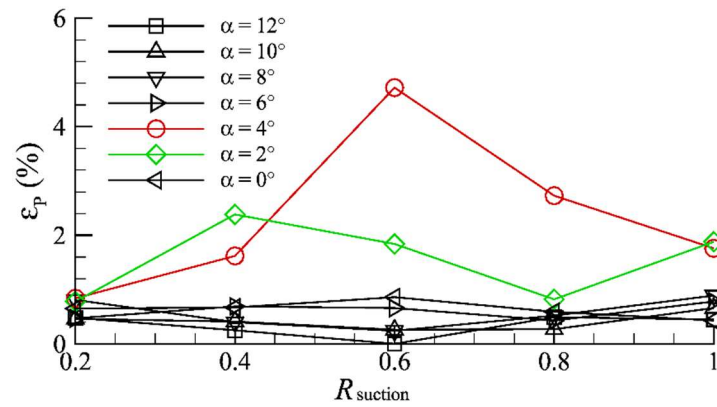 6
α = 12°
α = 10°
α = 8°
α = 6°
4
α = 4°
α = 2°
α = 0°
εP (%)
2
0
0.2 0.4 0.6 0.8 1
Rsuction